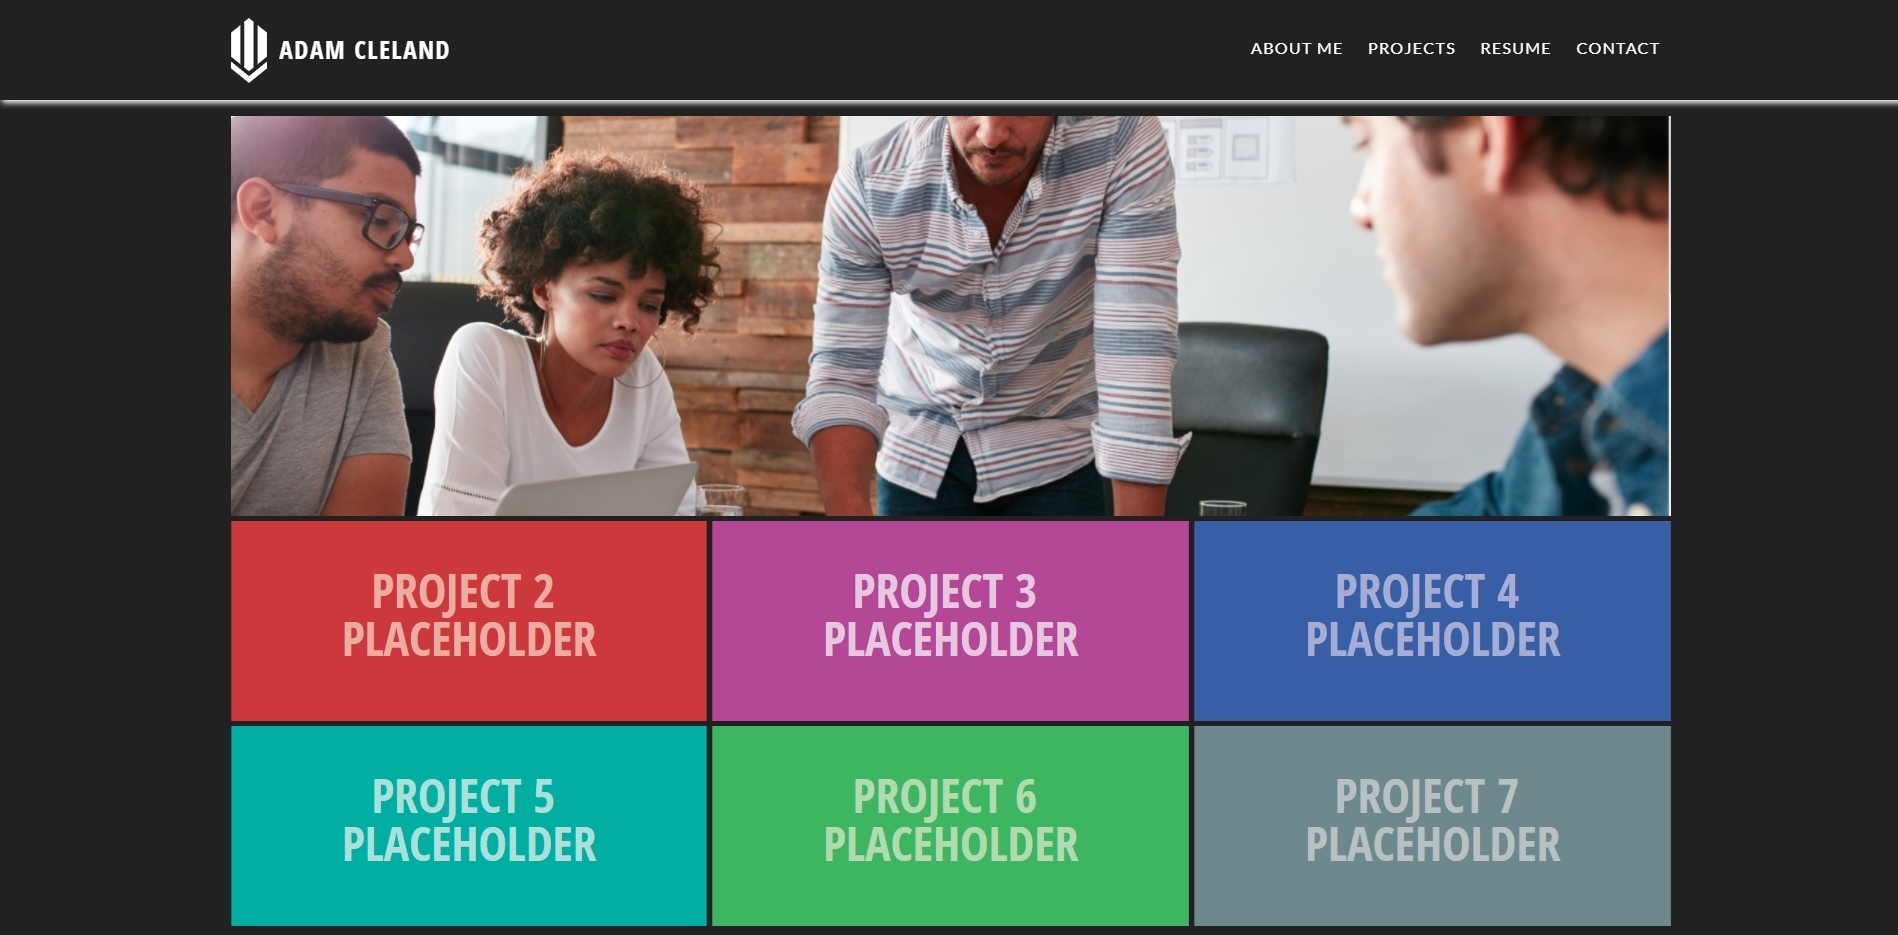 ADAM CLELAND
ABOUT ME PROJECTS RESUME CONTACT
PROJECT 2
PLACEHOLDER
PROJECT 3
PLACEHOLDER
PROJECT 4
PLACEHOLDER
PROJECT 5
PLACEHOLDER
PROJECT 6
PLACEHOLDER
PROJECT 7
PLACEHOLDER